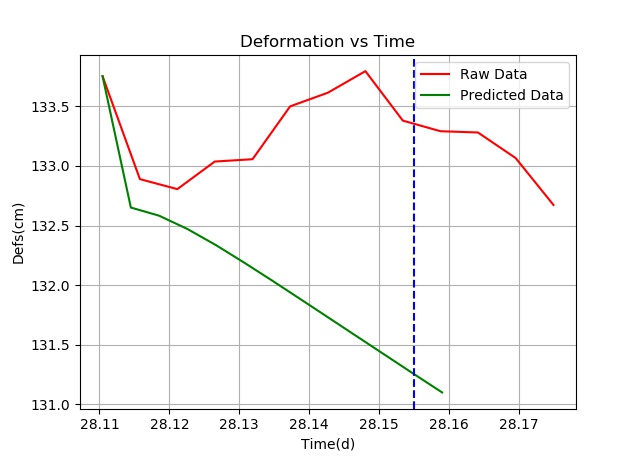 Deformation vs Time
Raw Data
Predicted Data
Defs(cm)
133.5
133.0
132.5
132.0
131.5
131.0
28.11 28.12 28.13 28.14 28.15 28.16 28.17
Time(d)